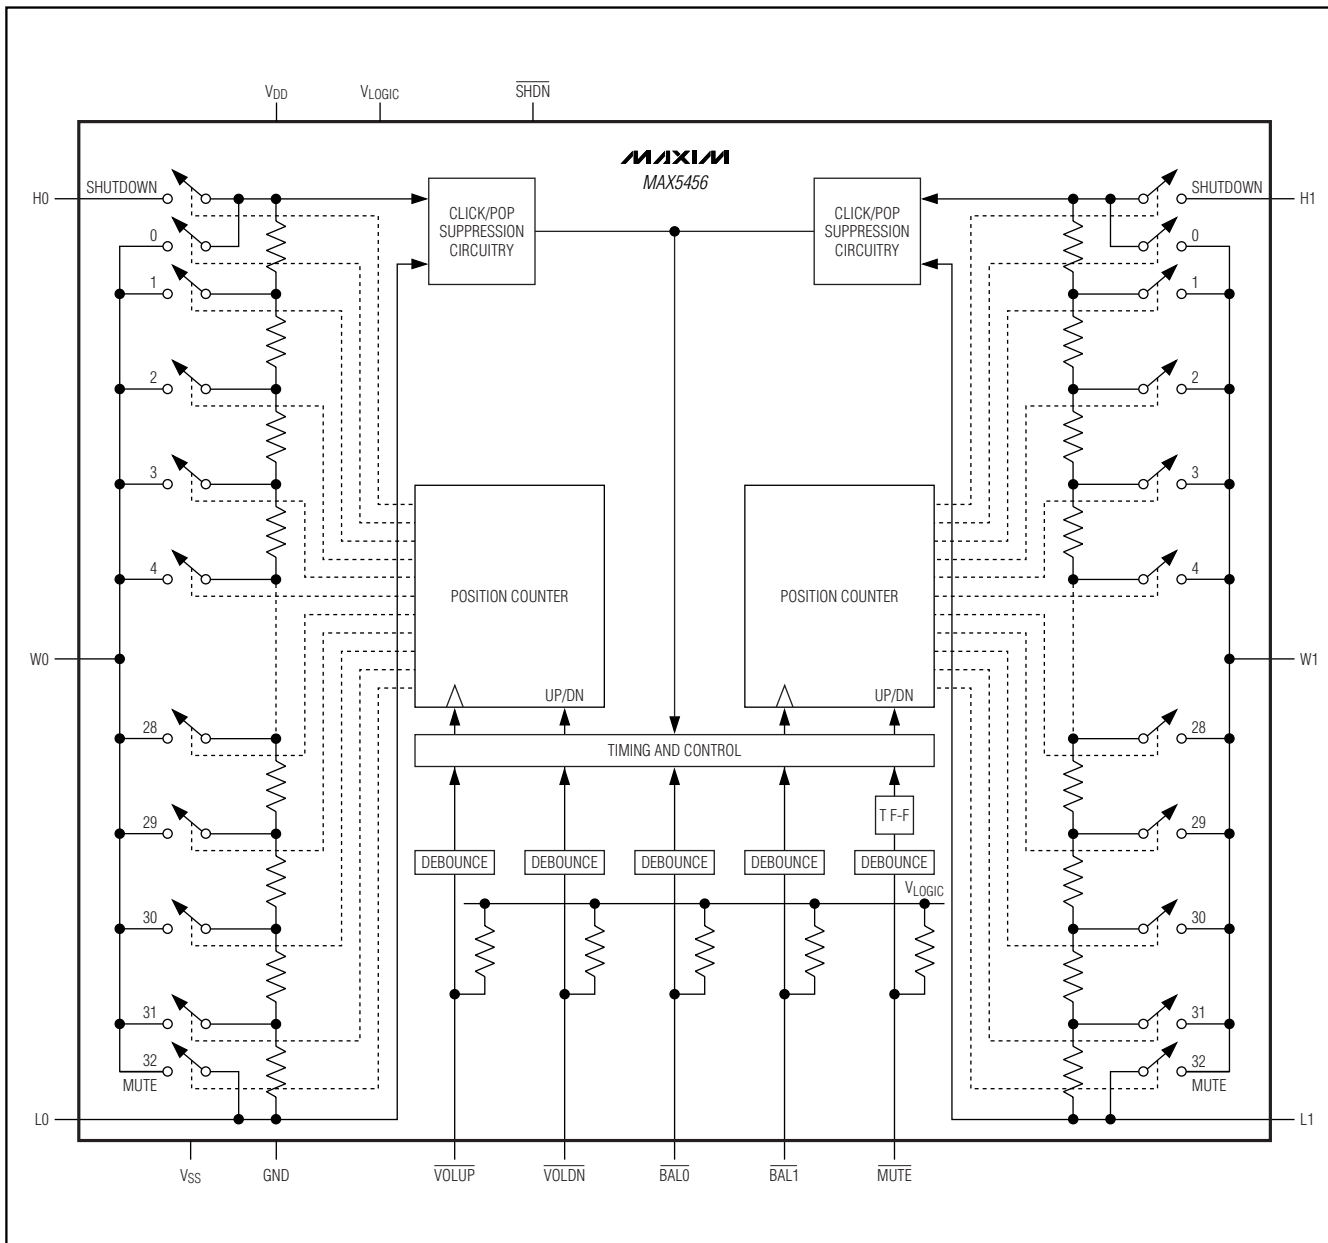 VDD VLOGIC SHDN
MAXIM
MAX5456
H0 SHUTDOWN
SHUTDOWN H1
CLICK/POP
SUPPRESSION
CIRCUITRY
CLICK/POP
SUPPRESSION
CIRCUITRY
0
1
2
3
4
W0
28
29
30
31
32
MUTE
L0
0
1
2
3
4
W1
28
29
30
31
32
MUTE
L1
POSITION COUNTER
UP/DN
POSITION COUNTER
UP/DN
TIMING AND CONTROL
T F-F
DEBOUNCE DEBOUNCE DEBOUNCE DEBOUNCE DEBOUNCE
VLOGIC
VSS GND VOLUP VOLDN BAL0 BAL1 MUTE